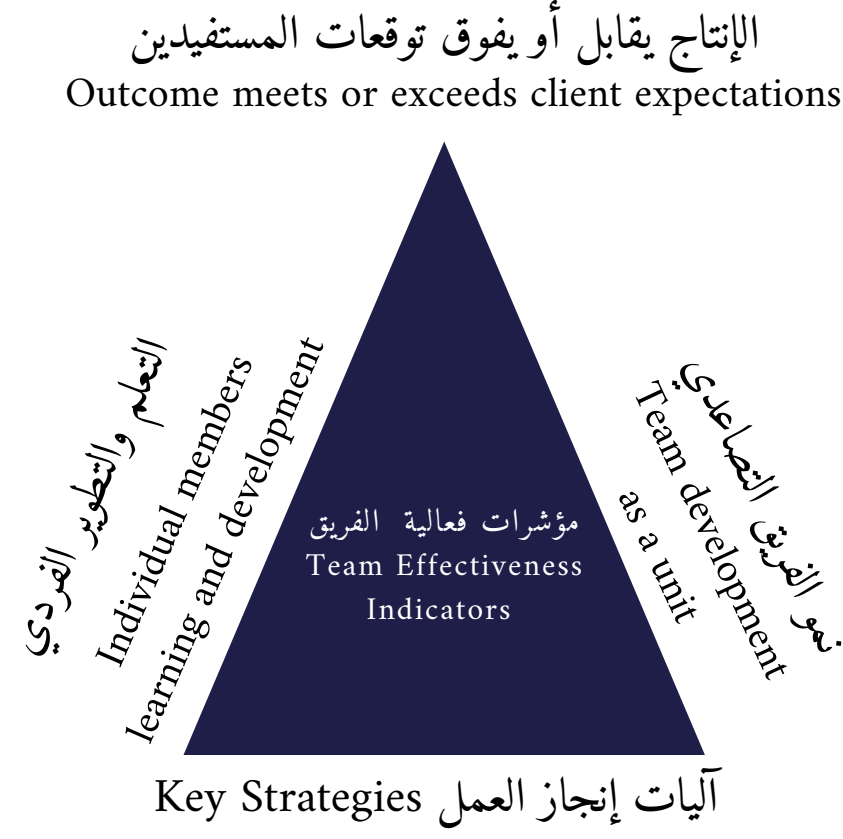 الإنتاج يقابل أو يفوق توقعات المستفيدين
Outcome meets or exceeds client expectations
التعلم والتطوير الفردي
Individual members
learning and development
نمو الفريق التصاعدي
Team development
as a unit
مؤشرات فعالية الفريق
Team Effectiveness
Indicators
Key Strategies آليات إنجاز العمل